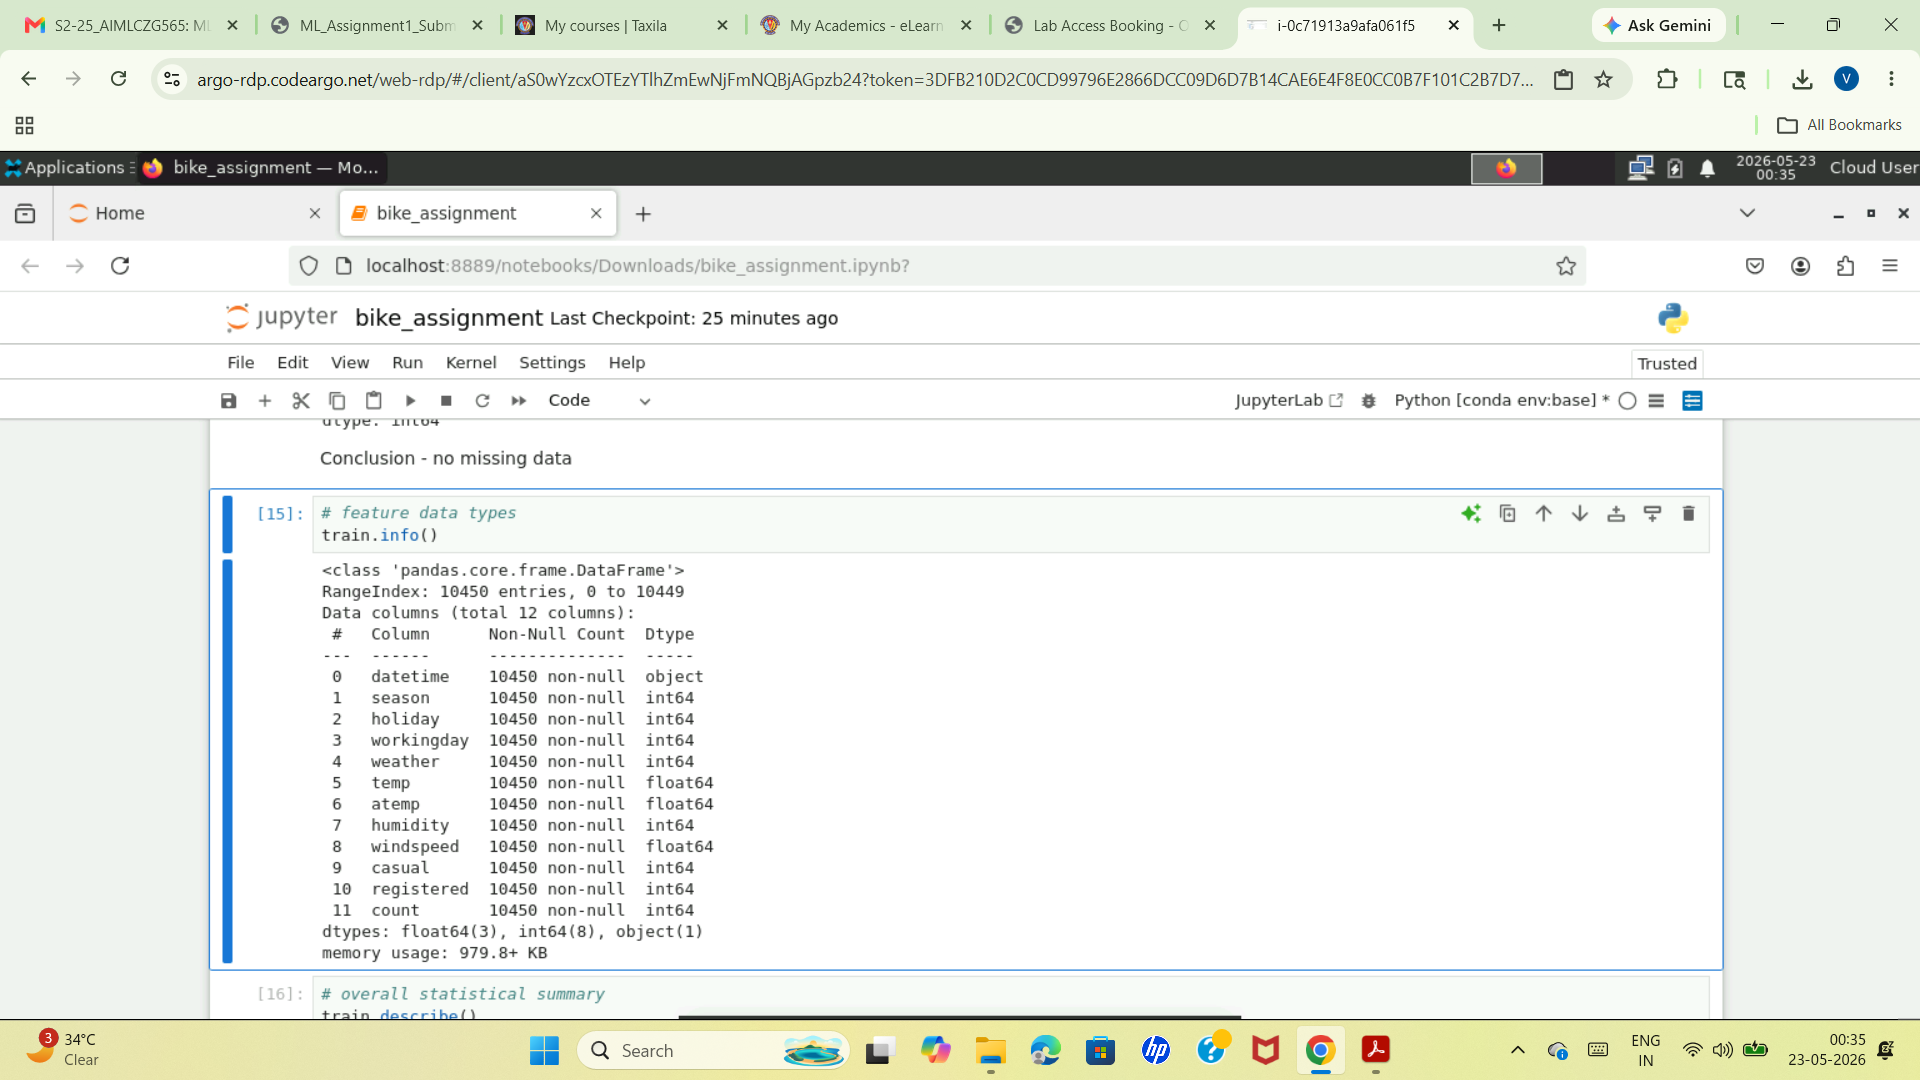 S2-25_AIMLCZG565: ML
ML_Assignment1_Subm
My courses | Taxila
My Academics - eLearn
Lab Access Booking - O
i-0c71913a9afa061f5
Ask Gemini
argo-rdp.codeargo.net/web-rdp/#/client/aS0wYzcxOTEzYTlhZmEwNjFmNQBjAGpzb24?token=3DFB210D2C0CD99796E2866DCC09D6D7B14CAE6E4F8E0CC0B7F101C2B7D7...
V
All Bookmarks
Applications
bike_assignment — Mo...
2026-05-23
00:35
Cloud User
Home
bike_assignment
localhost:8889/notebooks/Downloads/bike_assignment.ipynb?
jupyter bike_assignment Last Checkpoint: 25 minutes ago
File Edit View Run Kernel Settings Help
Trusted
Code
JupyterLab
Python [conda env:base] *
dtype: int64
Conclusion - no missing data
[15]: # feature data types
train.info()
<class 'pandas.core.frame.DataFrame'>
RangeIndex: 10450 entries, 0 to 10449
Data columns (total 12 columns):
# Column Non-Null Count Dtype
--- ------ -------------- -----
0 datetime 10450 non-null object
1 season 10450 non-null int64
2 holiday 10450 non-null int64
3 workingday 10450 non-null int64
4 weather 10450 non-null int64
5 temp 10450 non-null float64
6 atemp 10450 non-null float64
7 humidity 10450 non-null int64
8 windspeed 10450 non-null float64
9 casual 10450 non-null int64
10 registered 10450 non-null int64
11 count 10450 non-null int64
dtypes: float64(3), int64(8), object(1)
memory usage: 979.8+ KB
[16]: # overall statistical summary
train.describe()
3
34°C
Clear
Search
hp
ENG
IN
00:35
23-05-2026